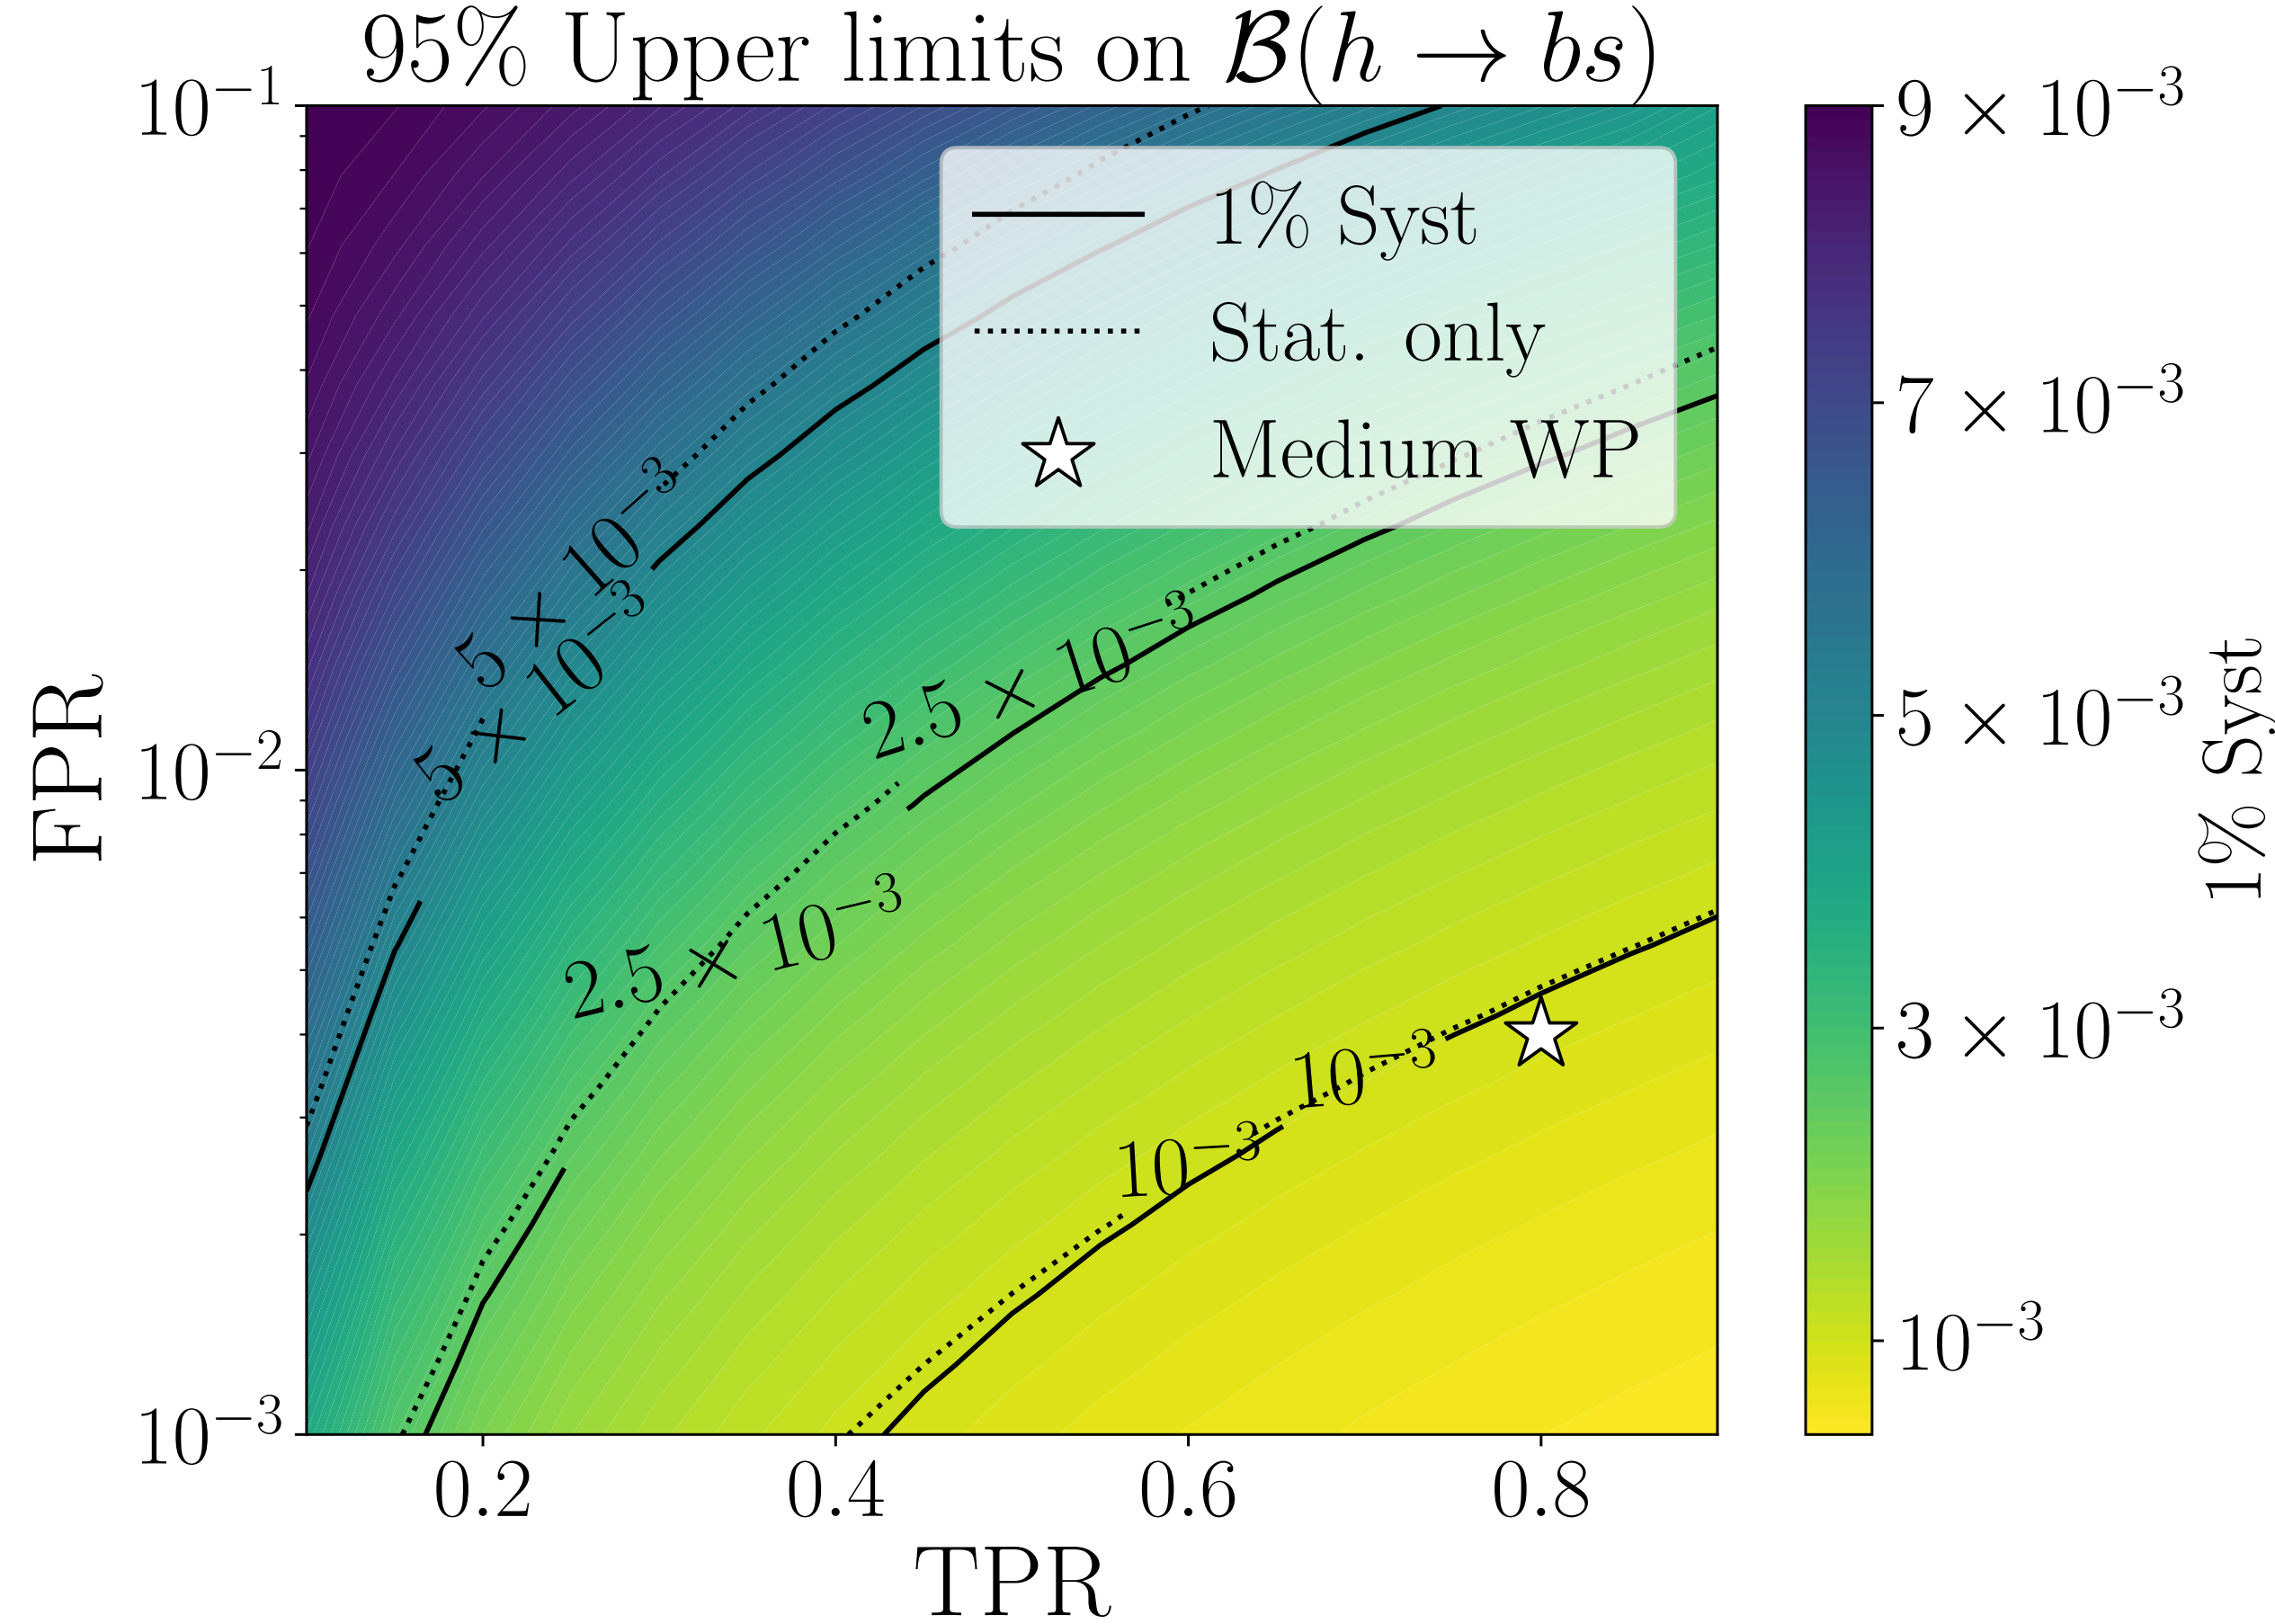 95% Upper limits on ℬ(h → bs)
10⁻¹
10⁻²
10⁻³
FPR
0.2
0.4
0.6
0.8
TPR
1% Syst
Stat. only
Medium WP
5 × 10⁻³
5 × 10⁻³
2.5 × 10⁻³
2.5 × 10⁻³
10⁻³
10⁻³
9 × 10⁻³
7 × 10⁻³
5 × 10⁻³
3 × 10⁻³
10⁻³
1% Syst